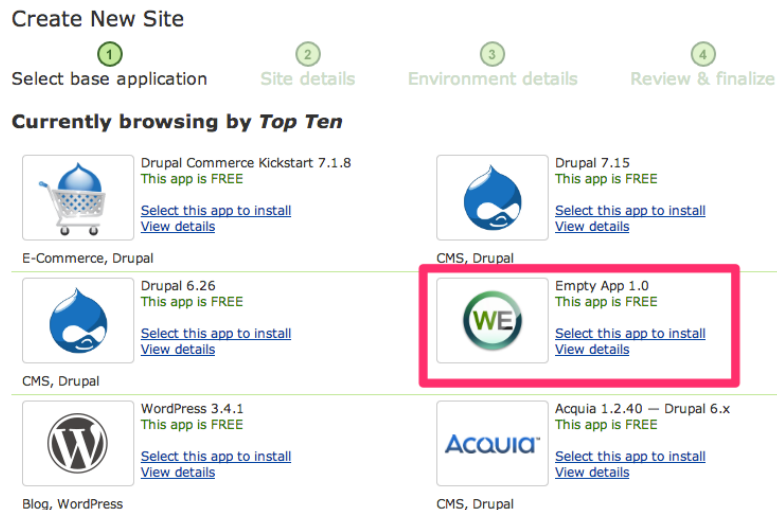 Create New Site
1 2 3 4
Select base application Site details Environment details Review & finalize
Currently browsing by Top Ten
Drupal Commerce Kickstart 7.1.8
This app is FREE
Select this app to install
View details
E-Commerce, Drupal
Drupal 7.15
This app is FREE
Select this app to install
View details
CMS, Drupal
Drupal 6.26
This app is FREE
Select this app to install
View details
CMS, Drupal
WE
Empty App 1.0
This app is FREE
Select this app to install
View details
W
WordPress 3.4.1
This app is FREE
Select this app to install
View details
Blog, WordPress
ACQUIA
Acquia 1.2.40 — Drupal 6.x
This app is FREE
Select this app to install
View details
CMS, Drupal